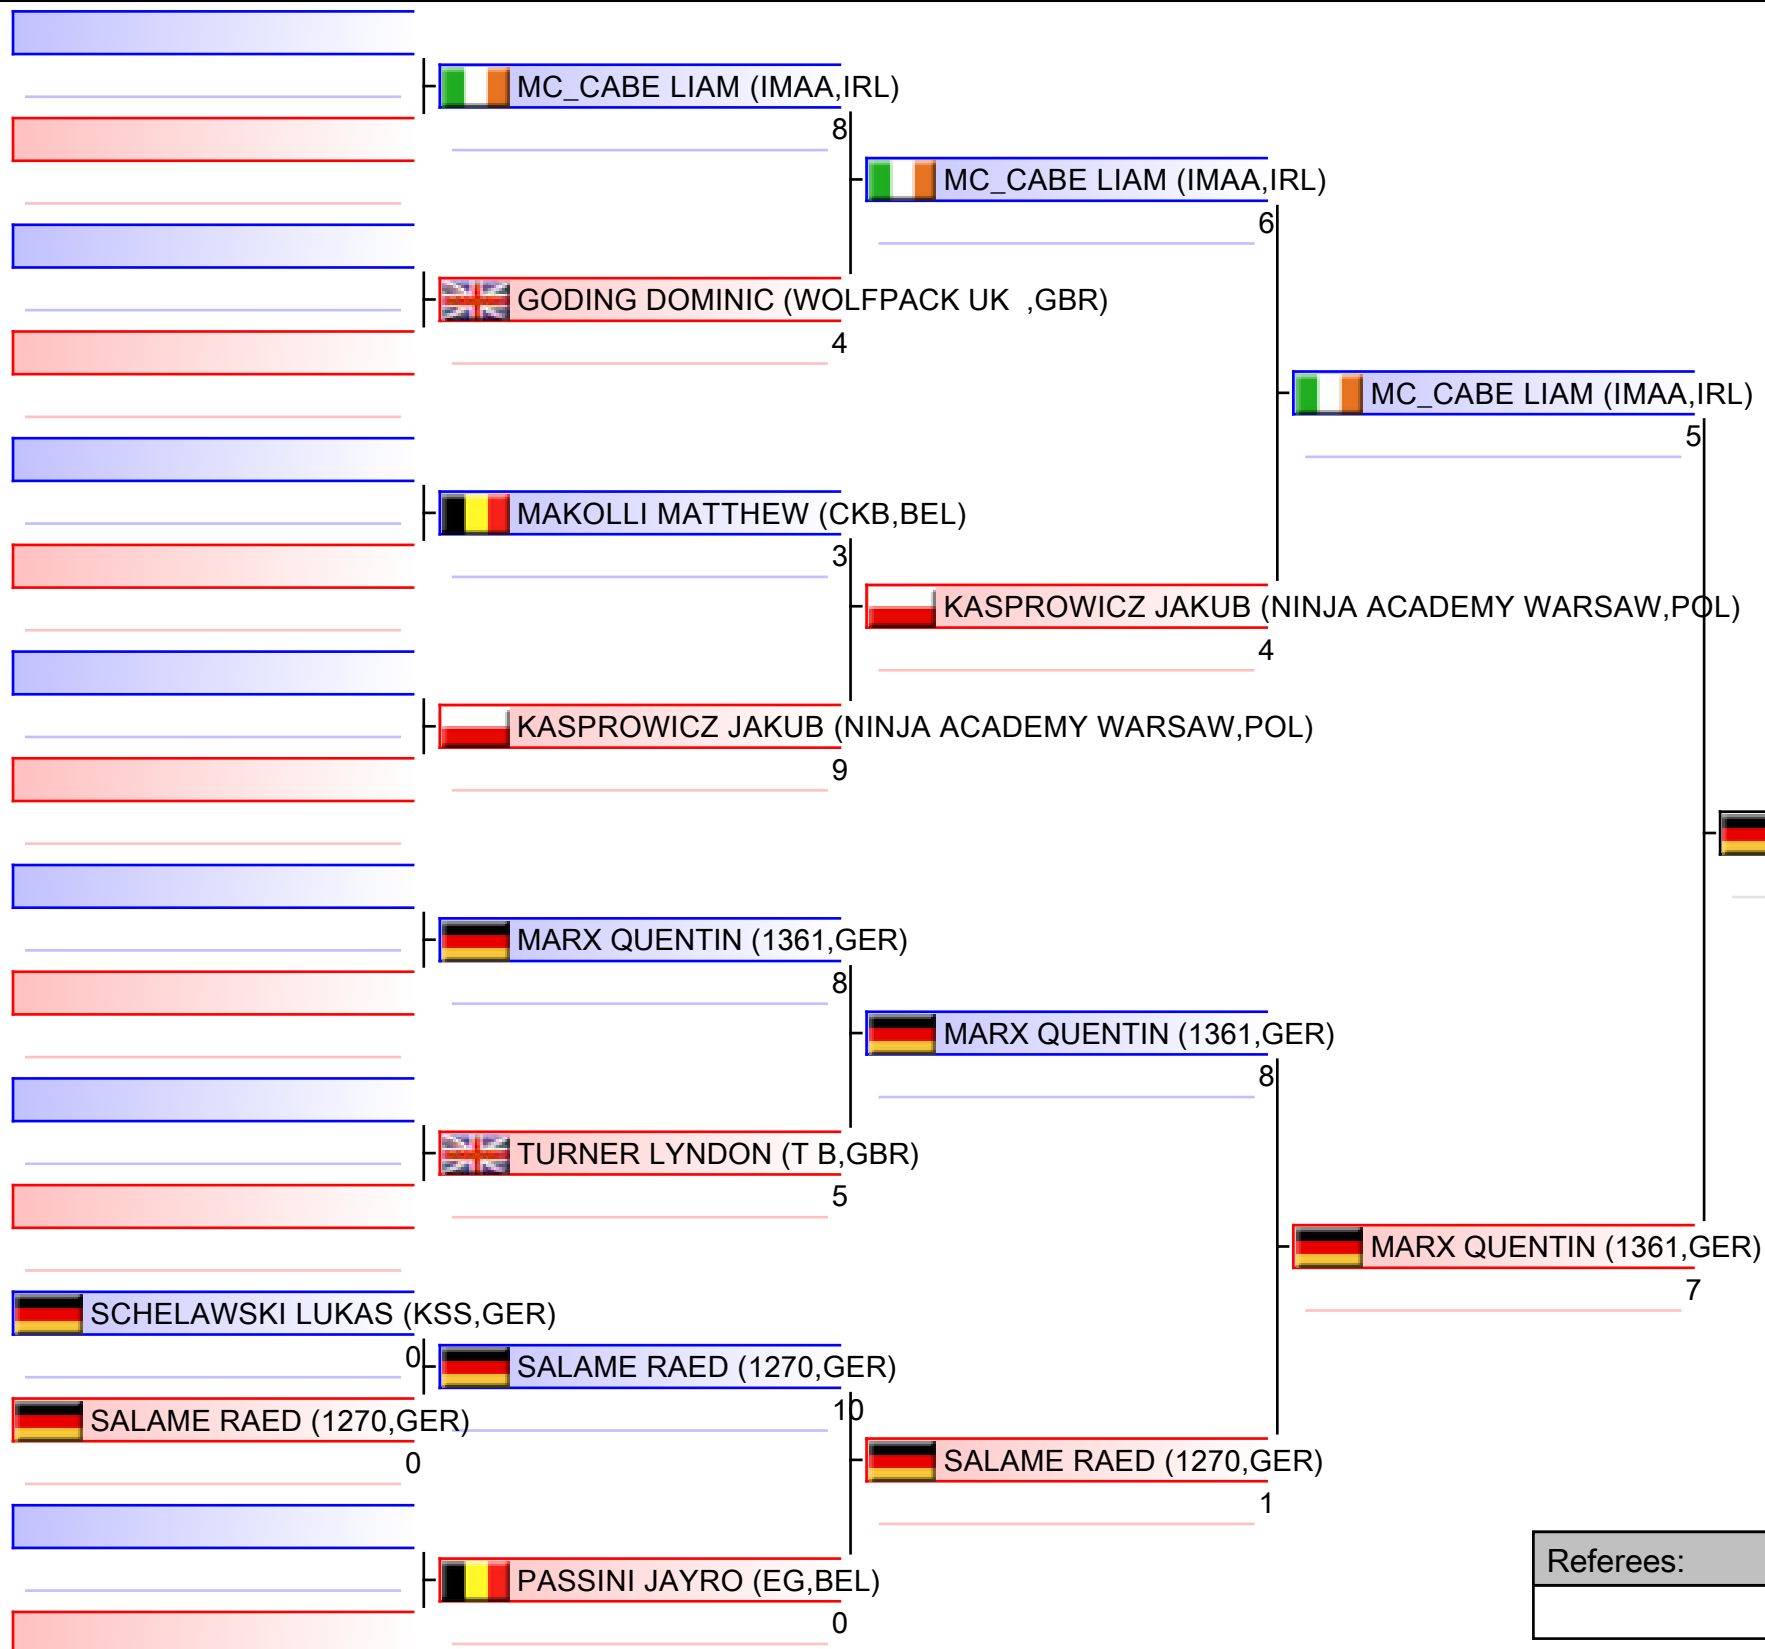 MC_CABE LIAM (IMAA,IRL)
8
MC_CABE LIAM (IMAA,IRL)
6
GODING DOMINIC (WOLFPACK UK  ,GBR)
4
MC_CABE LIAM (IMAA,IRL)
5
MAKOLLI MATTHEW (CKB,BEL)
3
KASPROWICZ JAKUB (NINJA ACADEMY WARSAW,POL)
4
KASPROWICZ JAKUB (NINJA ACADEMY WARSAW,POL)
9
MARX QUENTIN (1361,GER)
8
MARX QUENTIN (1361,GER)
8
TURNER LYNDON (T B,GBR)
5
MARX QUENTIN (1361,GER)
7
SCHELAWSKI LUKAS (KSS,GER)
0
SALAME RAED (1270,GER)
10
SALAME RAED (1270,GER)
0
SALAME RAED (1270,GER)
1
PASSINI JAYRO (EG,BEL)
0
Referees: